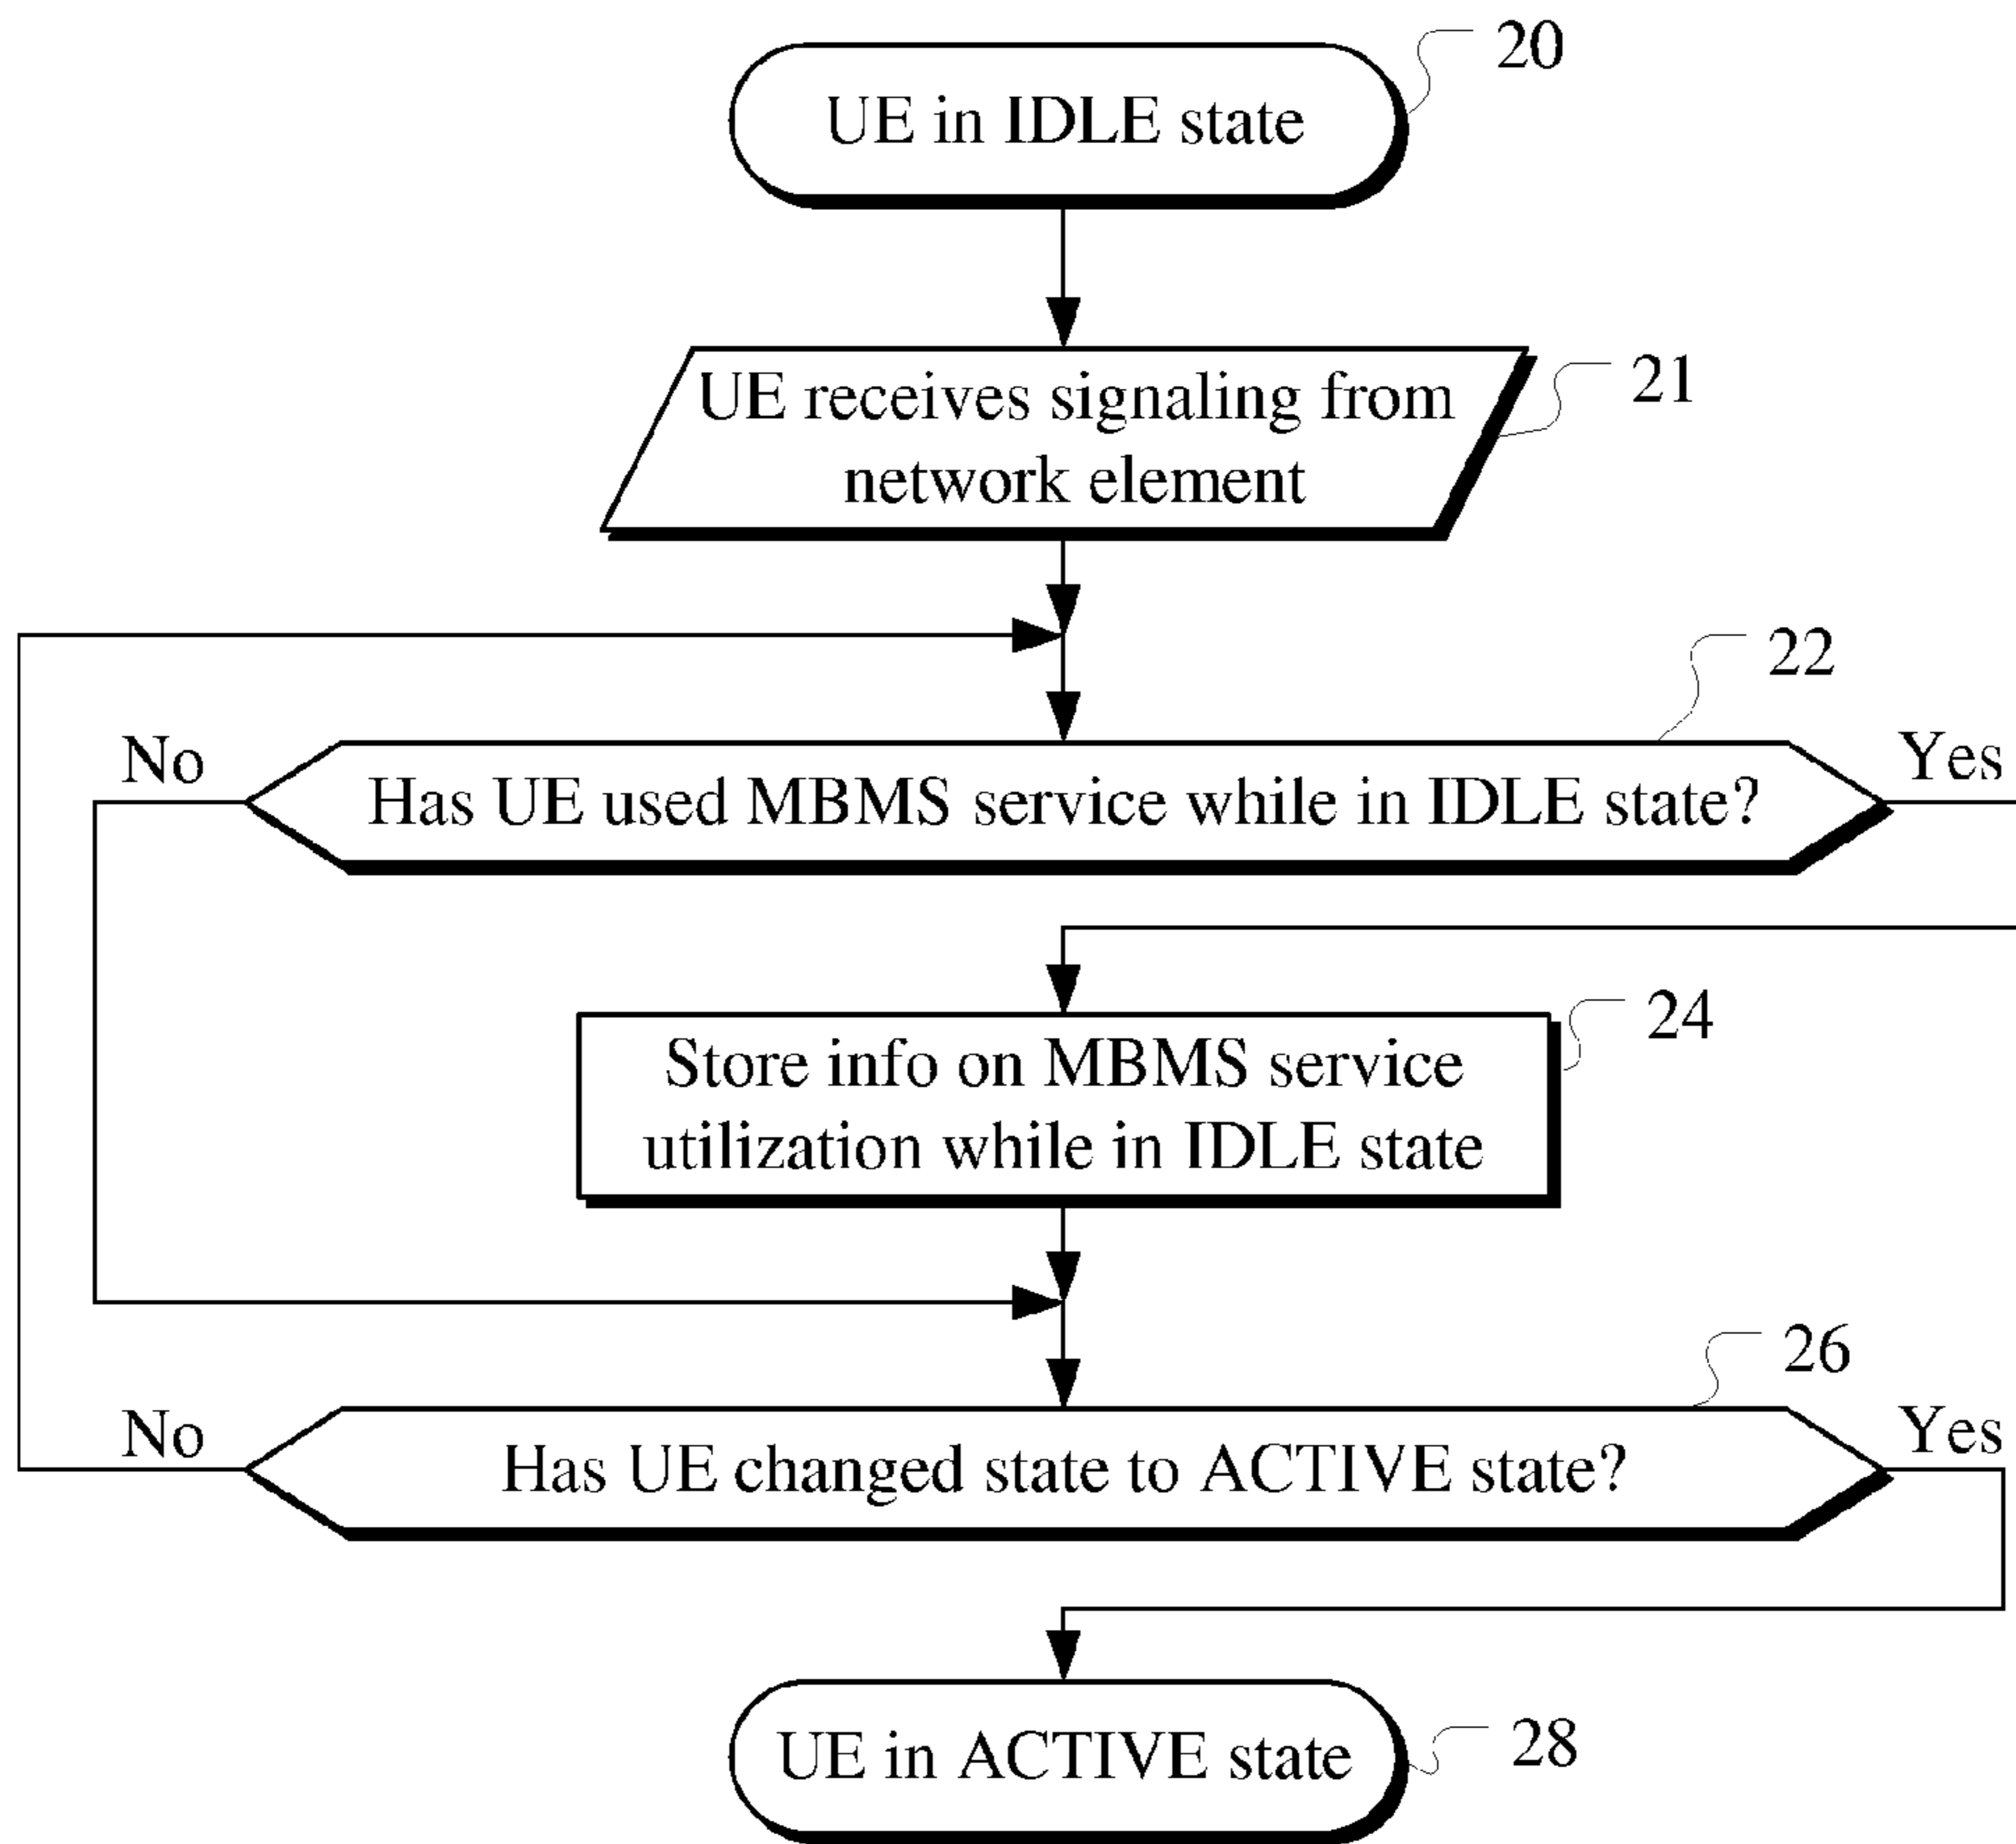 20
UE in IDLE state
21
UE receives signaling from
network element
22
No
Yes
Has UE used MBMS service while in IDLE state?
24
Store info on MBMS service
utilization while in IDLE state
26
No
Yes
Has UE changed state to ACTIVE state?
UE in ACTIVE state
28